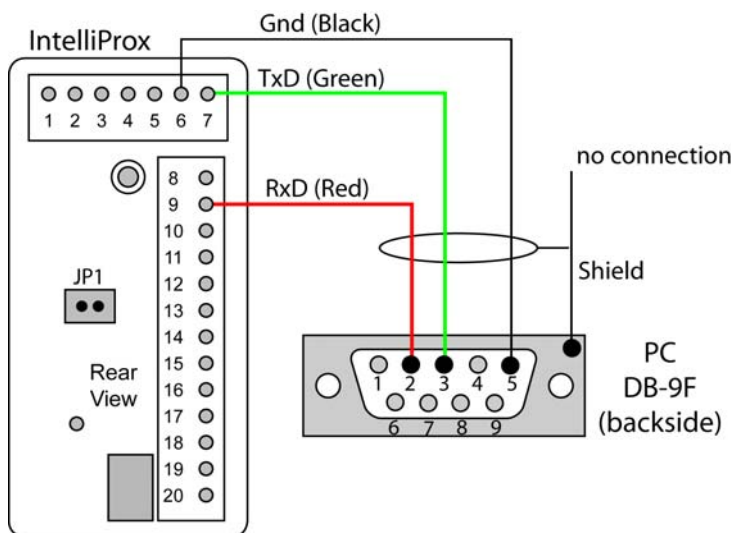 Gnd (Black)
IntelliProx
TxD (Green)
1 2 3 4 5 6 7
no connection
8
RxD (Red)
9
10
11
Shield
12
JP1
13
14
PC
15
1 2 3 4 5
Rear
DB-9F
16
View
(backside)
17
6 7 8 9
18
19
20